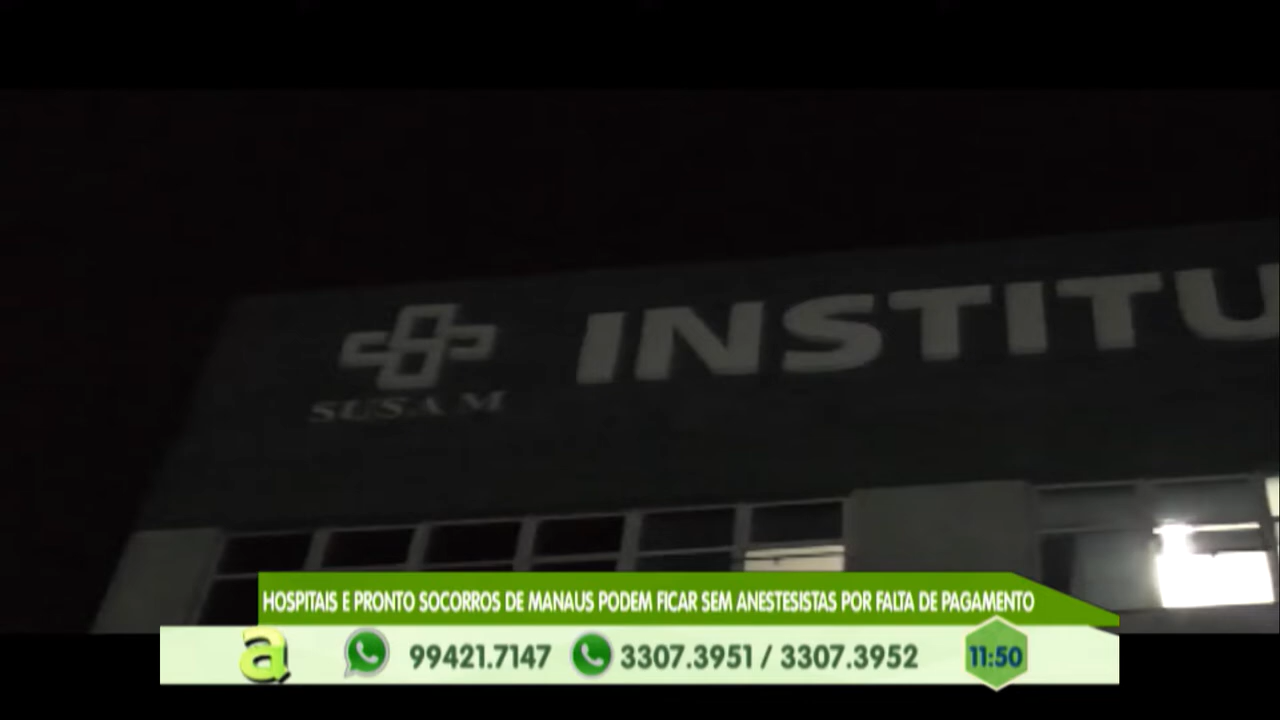 INSTITU
SUSAM
HOSPITAIS E PRONTO SOCORROS DE MANAUS PODEM FICAR SEM ANESTESISTAS POR FALTA DE PAGAMENTO
a 99421.7147 3307.3951 / 3307.3952 11:50